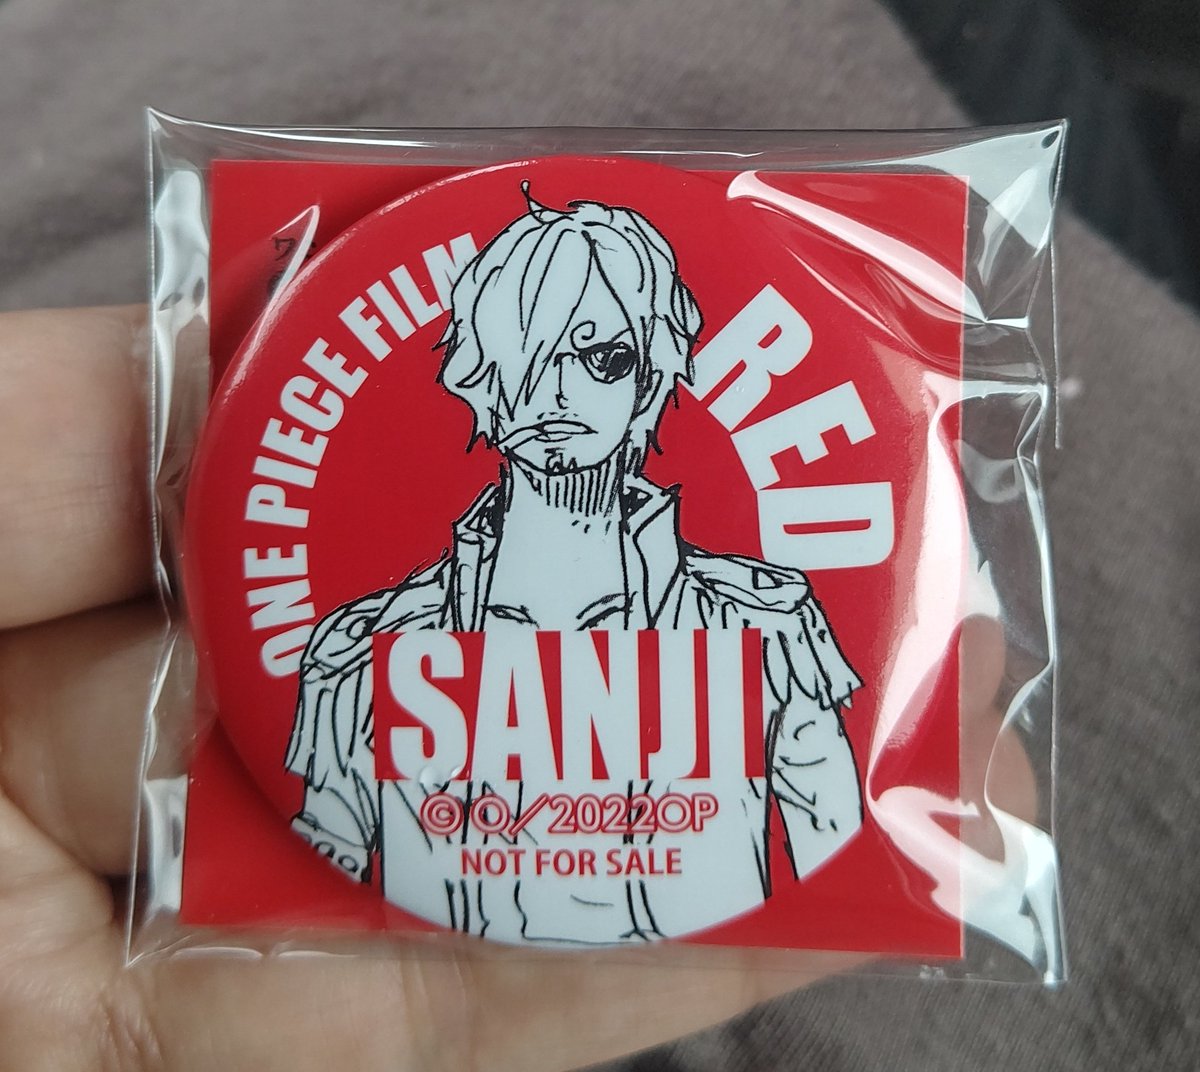 ONE PIECE FILM
RED
SANJI
© O/2022OP
NOT FOR SALE